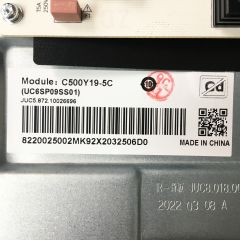 Module: C500Y19-5C
(UC6SP09SS01)
JUC5.872.10026696
8220025002MK92X2032506D0
MADE IN CHINA
2022 03 08 A